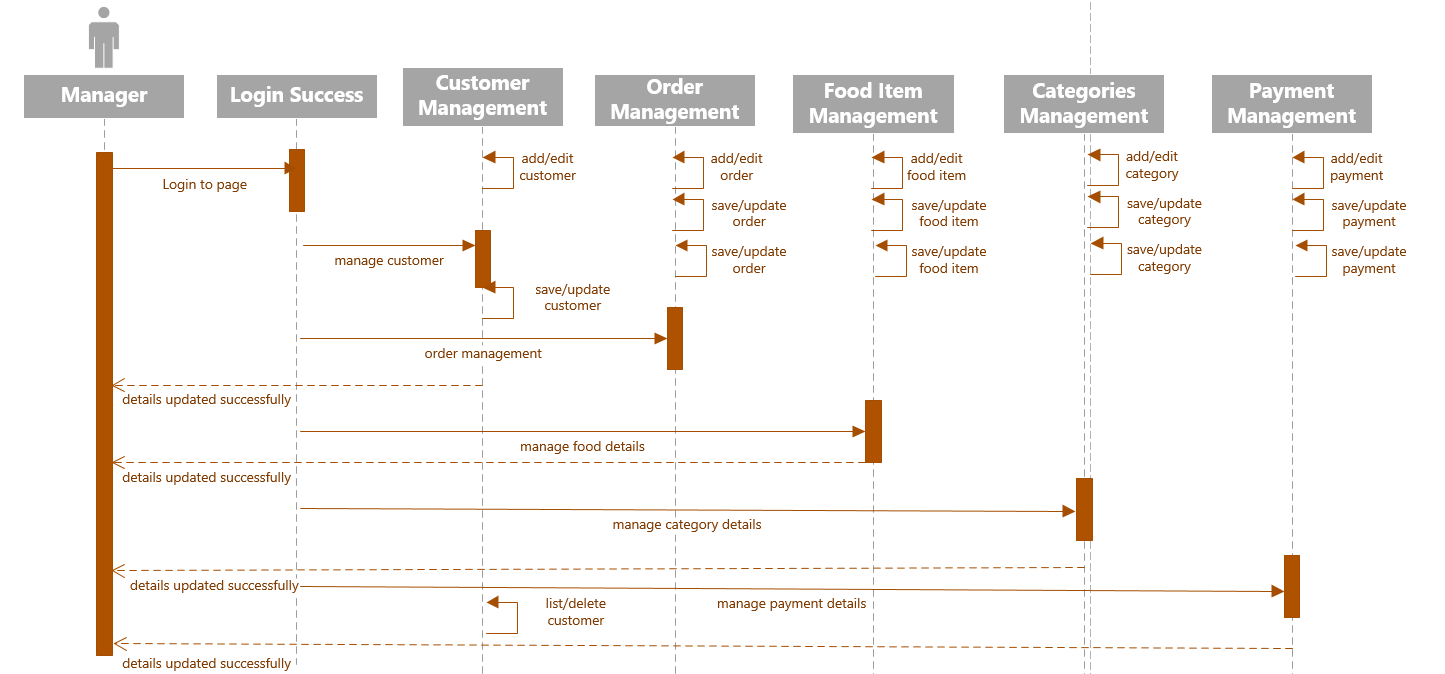 Manager
Login Success
Customer
Management
Order
Management
Food Item
Management
Categories
Management
Payment
Management
add/edit
customer
add/edit
order
add/edit
food item
add/edit
category
add/edit
payment
Login to page
save/update
order
save/update
food item
save/update
category
save/update
payment
manage customer
save/update
order
save/update
food item
save/update
category
save/update
payment
save/update
customer
order management
details updated successfully
manage food details
details updated successfully
manage category details
details updated successfully
manage payment details
list/delete
customer
details updated successfully